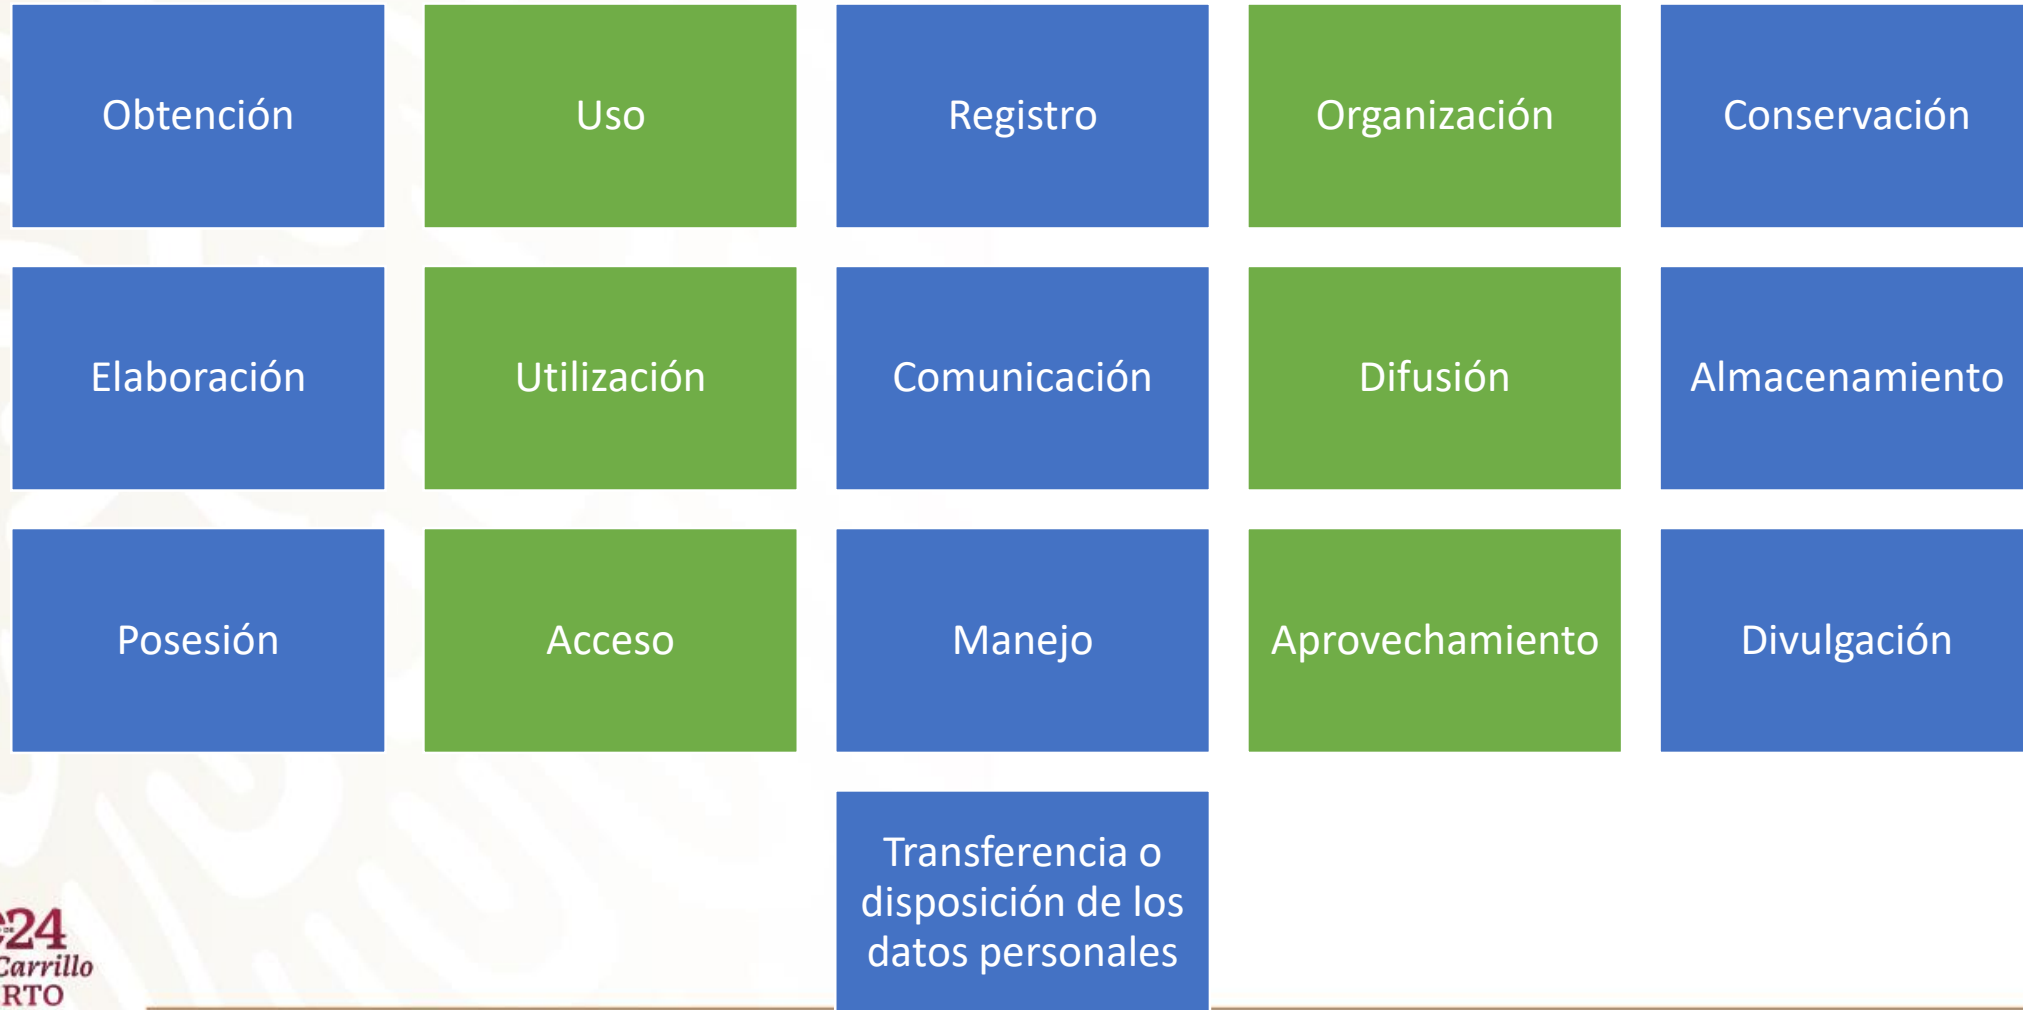 Obtención
Uso
Registro
Organización
Conservación
Elaboración
Utilización
Comunicación
Difusión
Almacenamiento
Posesión
Acceso
Manejo
Aprovechamiento
Divulgación
Transferencia o
disposición de los
datos personales
24
Carrillo
RTO